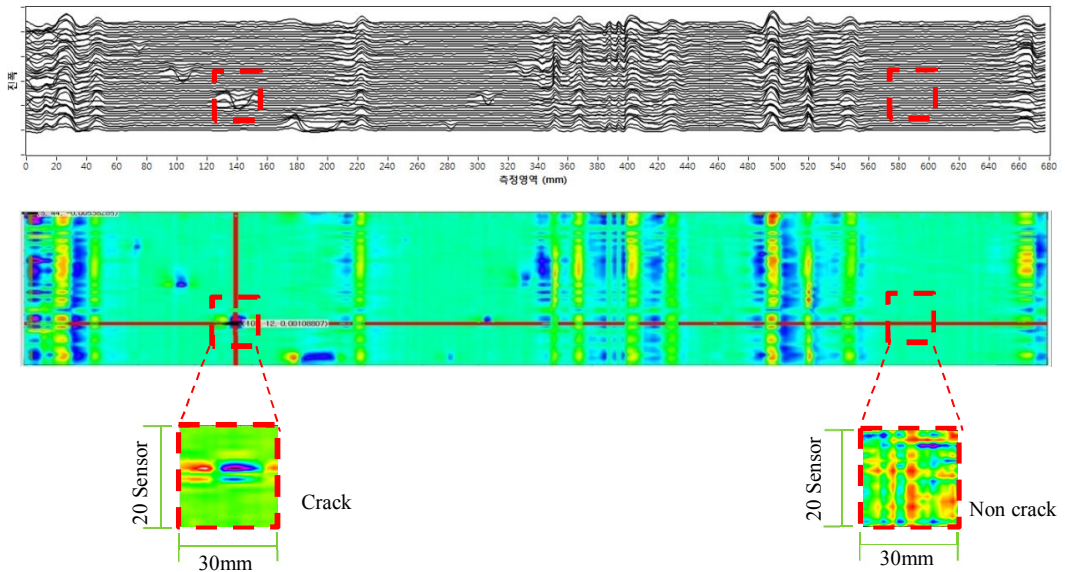 진폭
0 20 40 60 80 100 120 140 160 180 200 220 240 260 280 300 320 340 360 380 400 420 440 460 480 500 520 540 560 580 600 620 640 660 680
측정영역 (mm)
20 Sensor
Crack
30mm
20 Sensor
Non crack
30mm